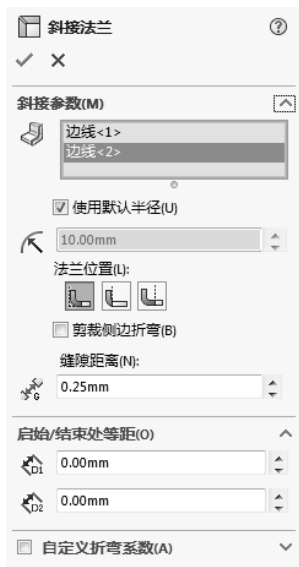 斜接法兰
斜接参数(M)
边线<1>
边线<2>
使用默认半径(U)
10.00mm
法兰位置(L):
剪裁侧边折弯(B)
缝隙距离(N):
G
0.25mm
启始/结束处等距(O)
D1
0.00mm
D2
0.00mm
自定义折弯系数(A)